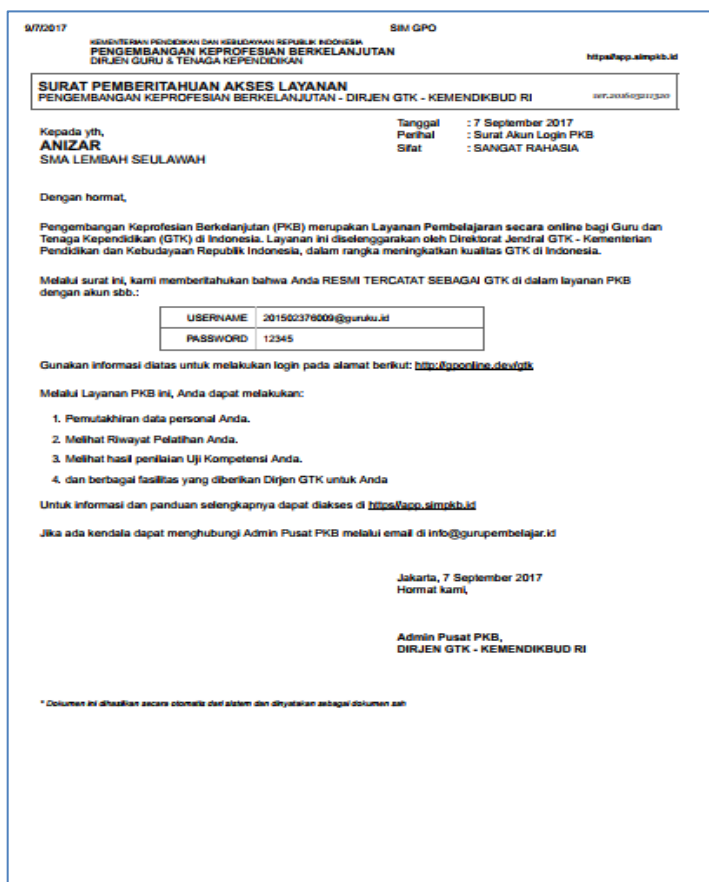 9/7/2017 SIM GPO
KEMENTERIAN PENDIDIKAN DAN KEBUDAYAAN REPUBLIK INDONESIA
PENGEMBANGAN KEPROFESIAN BERKELANJUTAN
DIRJEN GURU & TENAGA KEPENDIDIKAN
https://app.simpkb.id
SURAT PEMBERITAHUAN AKSES LAYANAN
PENGEMBANGAN KEPROFESIAN BERKELANJUTAN - DIRJEN GTK - KEMENDIKBUD RI
ver.201603211320
Kepada yth,
ANIZAR
SMA LEMBAH SEULAWAH
Tanggal : 7 September 2017
Perihal : Surat Akun Login PKB
Sifat : SANGAT RAHASIA
Dengan hormat,
Pengembangan Keprofesian Berkelanjutan (PKB) merupakan Layanan Pembelajaran secara online bagi Guru dan
Tenaga Kependidikan (GTK) di Indonesia. Layanan ini diselenggarakan oleh Direktorat Jendral GTK - Kementerian
Pendidikan dan Kebudayaan Republik Indonesia, dalam rangka meningkatkan kualitas GTK di Indonesia.
Melalui surat ini, kami memberitahukan bahwa Anda RESMI TERCATAT SEBAGAI GTK di dalam layanan PKB
dengan akun sbb.:
USERNAME 201502376009@guruku.id
PASSWORD 12345
Gunakan informasi diatas untuk melakukan login pada alamat berikut: http://gponline.dev/gtk
Melalui Layanan PKB ini, Anda dapat melakukan:
1. Pemutakhiran data personal Anda.
2. Melihat Riwayat Pelatihan Anda.
3. Melihat hasil penilaian Uji Kompetensi Anda.
4. dan berbagai fasilitas yang diberikan Dirjen GTK untuk Anda
Untuk informasi dan panduan selengkapnya dapat diakses di https://app.simpkb.id
Jika ada kendala dapat menghubungi Admin Pusat PKB melalui email di info@gurupembelajar.id
Jakarta, 7 September 2017
Hormat kami,
Admin Pusat PKB,
DIRJEN GTK - KEMENDIKBUD RI
* Dokumen ini dihasilkan secara otomatis dari sistem dan dinyatakan sebagai dokumen sah